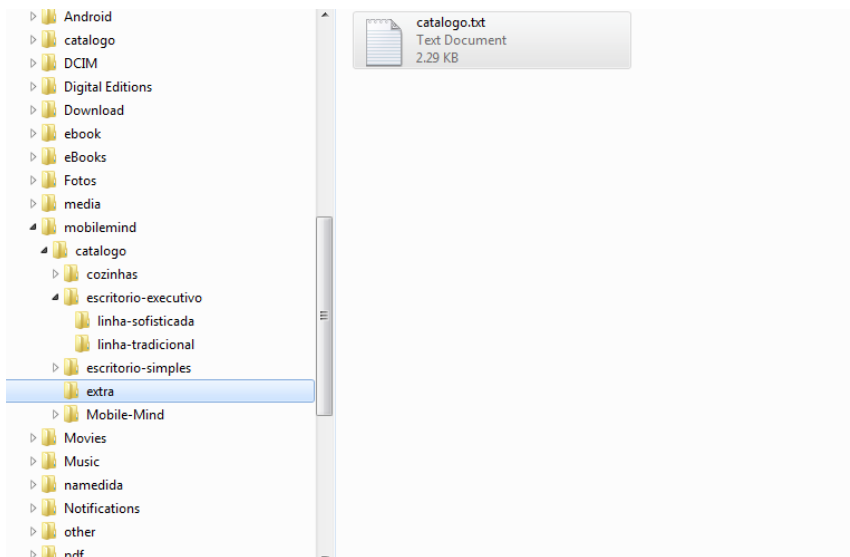 Android
catalogo
DCIM
Digital Editions
Download
ebook
eBooks
Fotos
media
mobilemind
catalogo
cozinhas
escritorio-executivo
linha-sofisticada
linha-tradicional
escritorio-simples
extra
Mobile-Mind
Movies
Music
namedida
Notifications
other
pdf
catalogo.txt
Text Document
2.29 KB